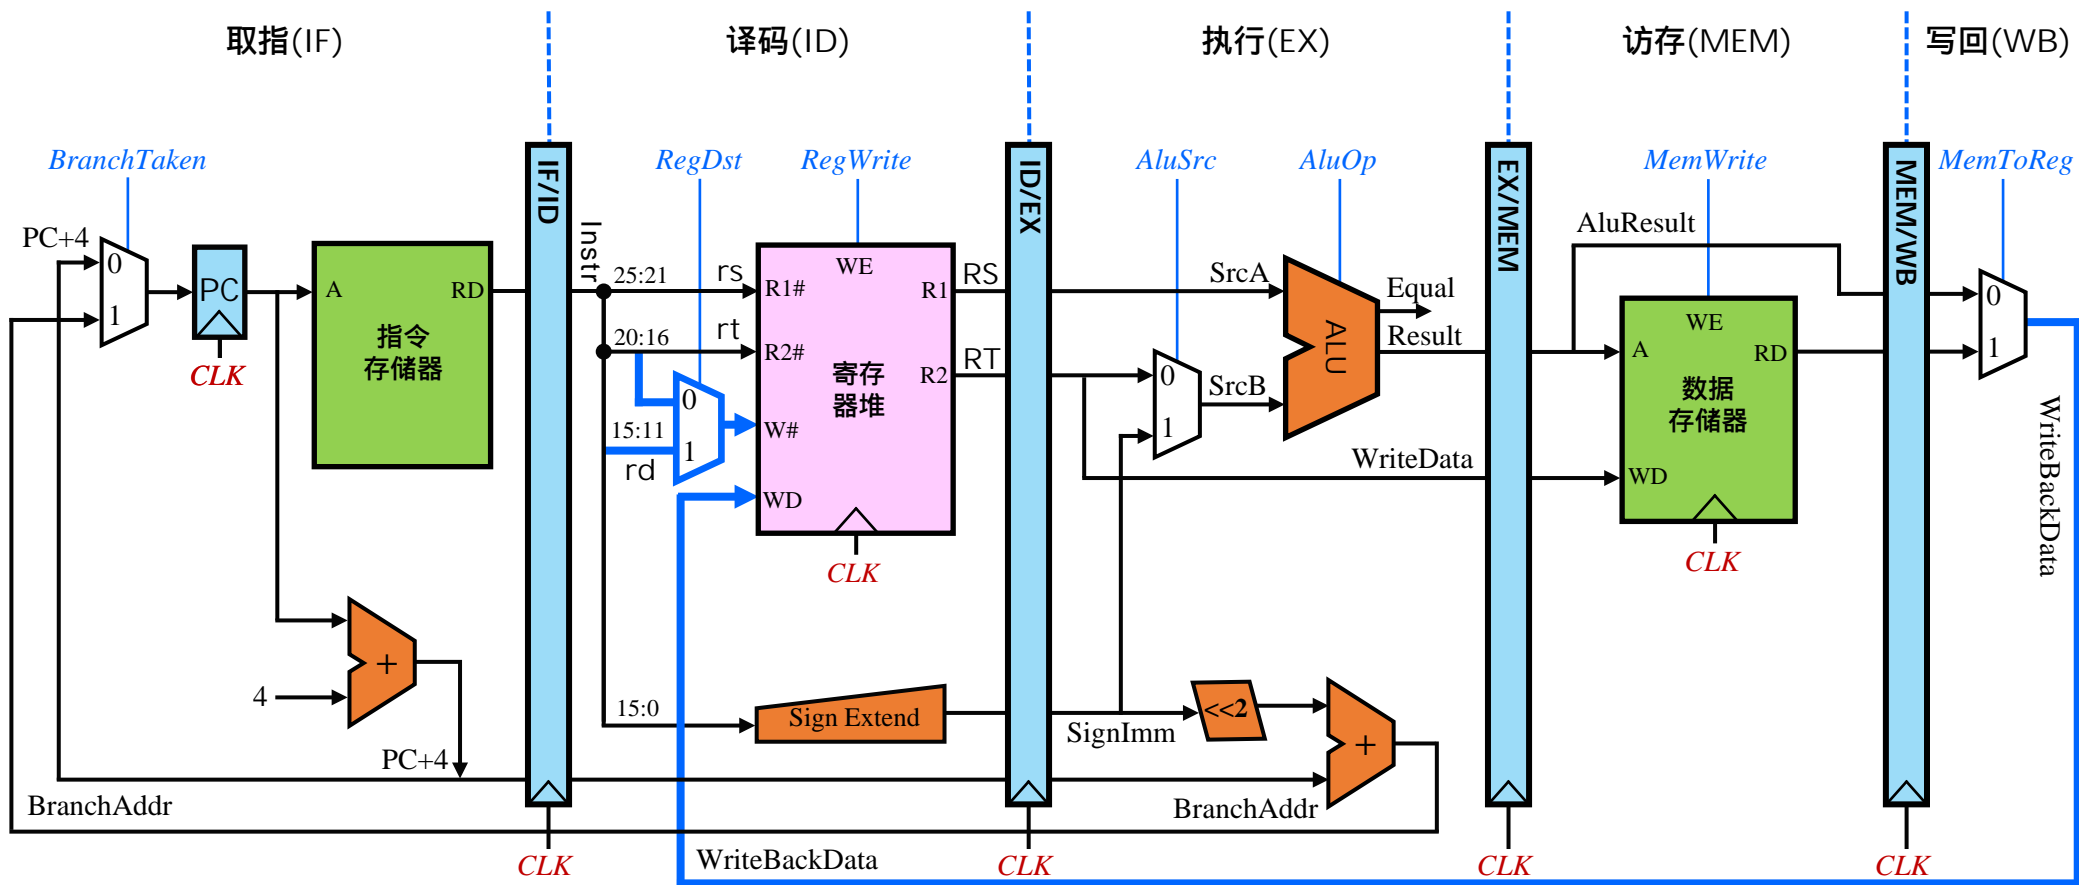 取指(IF)
译码(ID)
执行(EX)
访存(MEM)
写回(WB)
BranchTaken
RegDst
RegWrite
AluSrc
AluOp
MemWrite
MemToReg
IF/ID
ID/EX
EX/MEM
MEM/WB
PC+4
0
1
PC
CLK
A
RD
指令
存储器
4
+
PC+4
BranchAddr
CLK
Instr
25:21
rs
20:16
rt
0
15:11
1
rd
15:0
WE
R1#
R1
R2#
R2
寄存
器堆
W#
WD
CLK
Sign Extend
WriteBackData
CLK
RS
RT
SrcA
0
1
SrcB
ALU
Equal
Result
WriteData
SignImm
<<2
+
BranchAddr
CLK
AluResult
WE
A
RD
数据
存储器
WD
CLK
CLK
0
1
WriteBackData